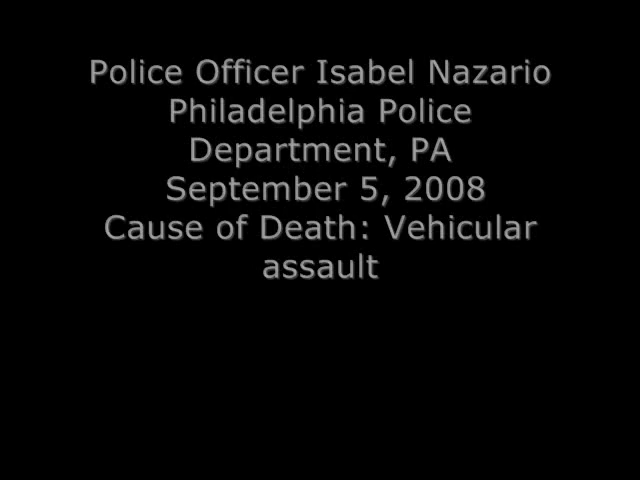 Police Officer Isabel Nazario
Philadelphia Police
Department, PA
September 5, 2008
Cause of Death: Vehicular
assault